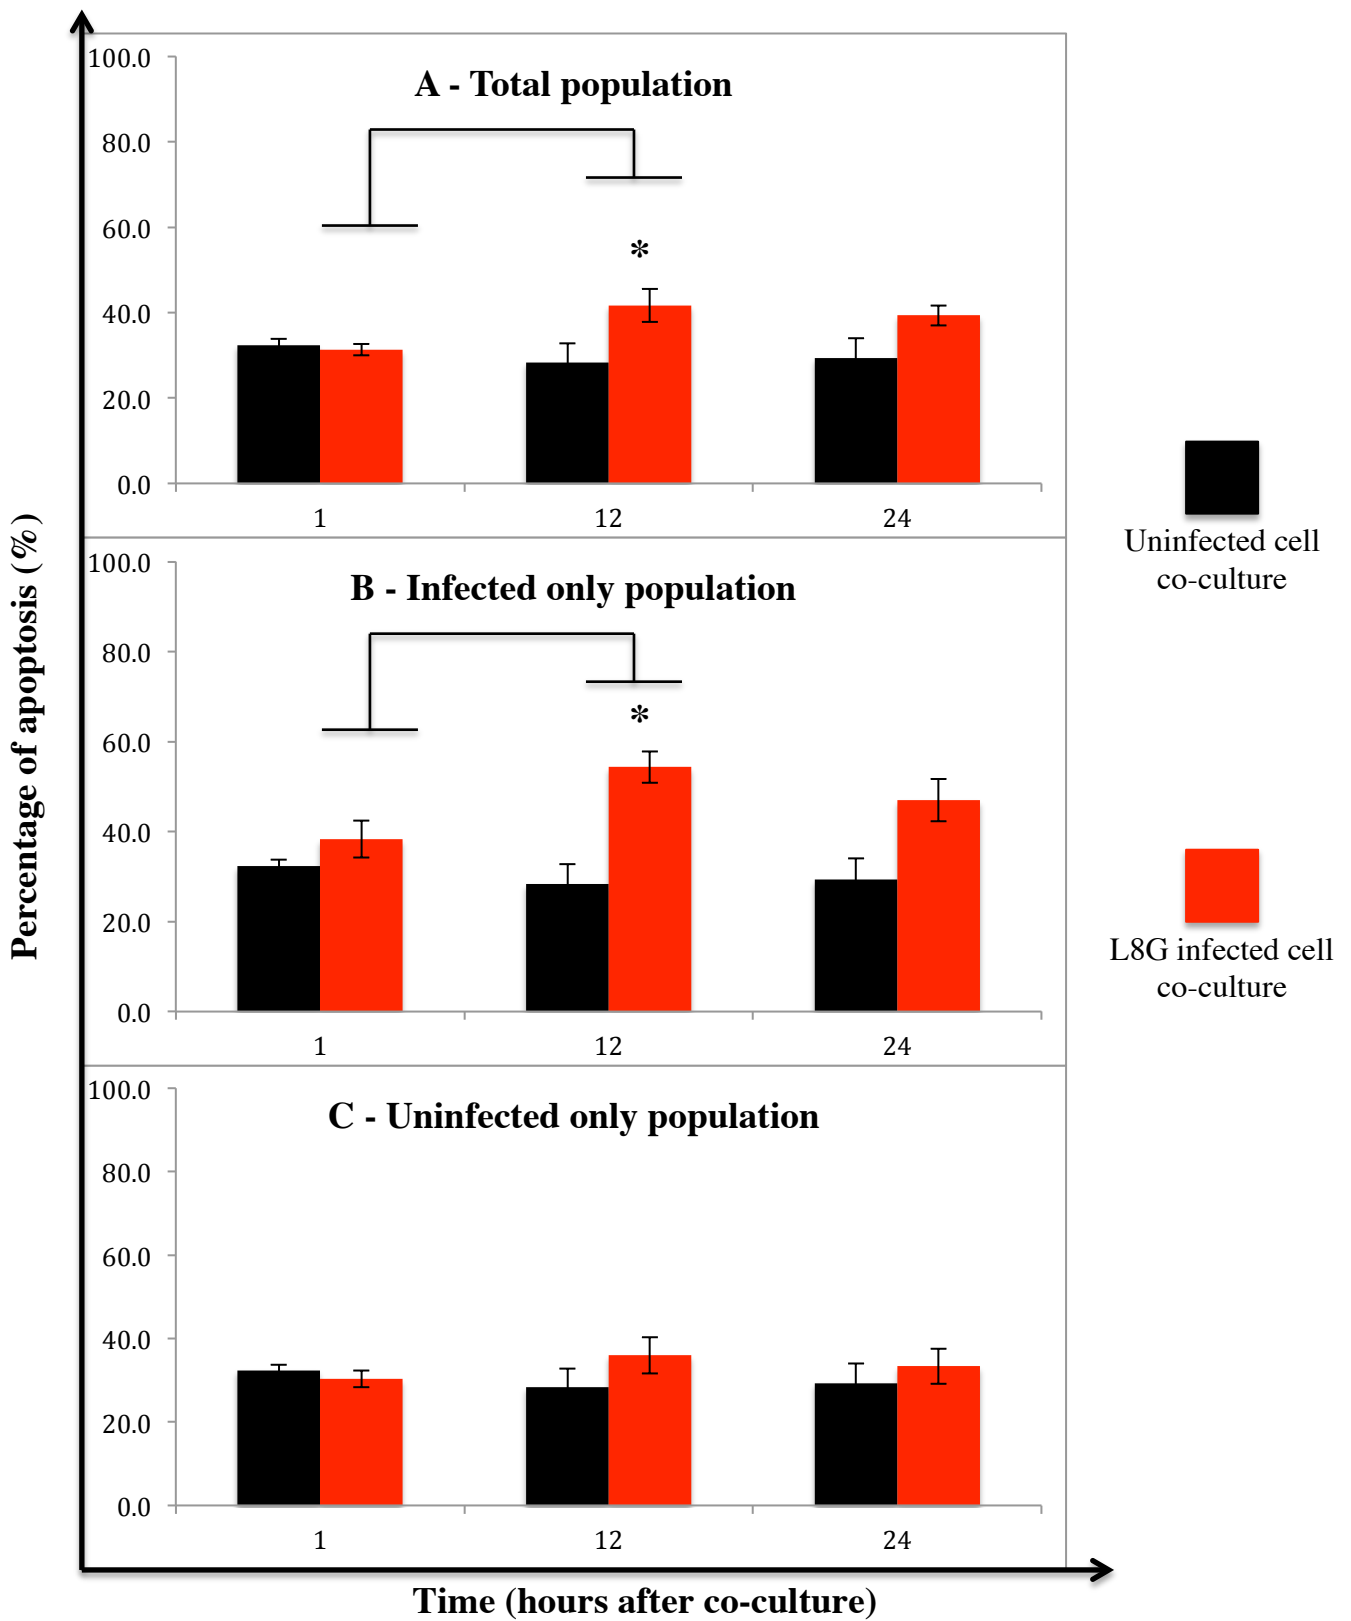 A - Total population
100.0
80.0
60.0
*
40.0
20.0
0.0
1 12 24
B - Infected only population
100.0
80.0
*
60.0
40.0
20.0
0.0
1 12 24
C - Uninfected only population
100.0
80.0
60.0
40.0
20.0
0.0
1 12 24
Percentage of apoptosis (%)
Time (hours after co-culture)
Uninfected cell
co-culture
L8G infected cell
co-culture